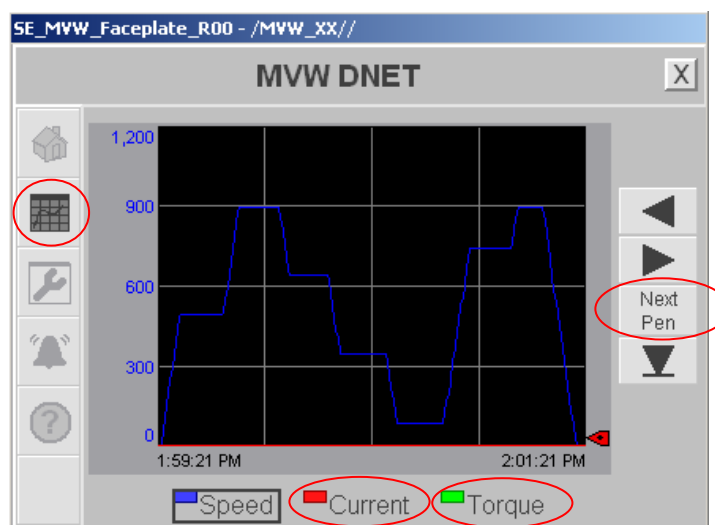 SE_MVW_Faceplate_R00 - /MVW_XX//
MVW DNET
X
1,200
900
600
300
0
1:59:21 PM
2:01:21 PM
Next
Pen
?
Speed
Current
Torque